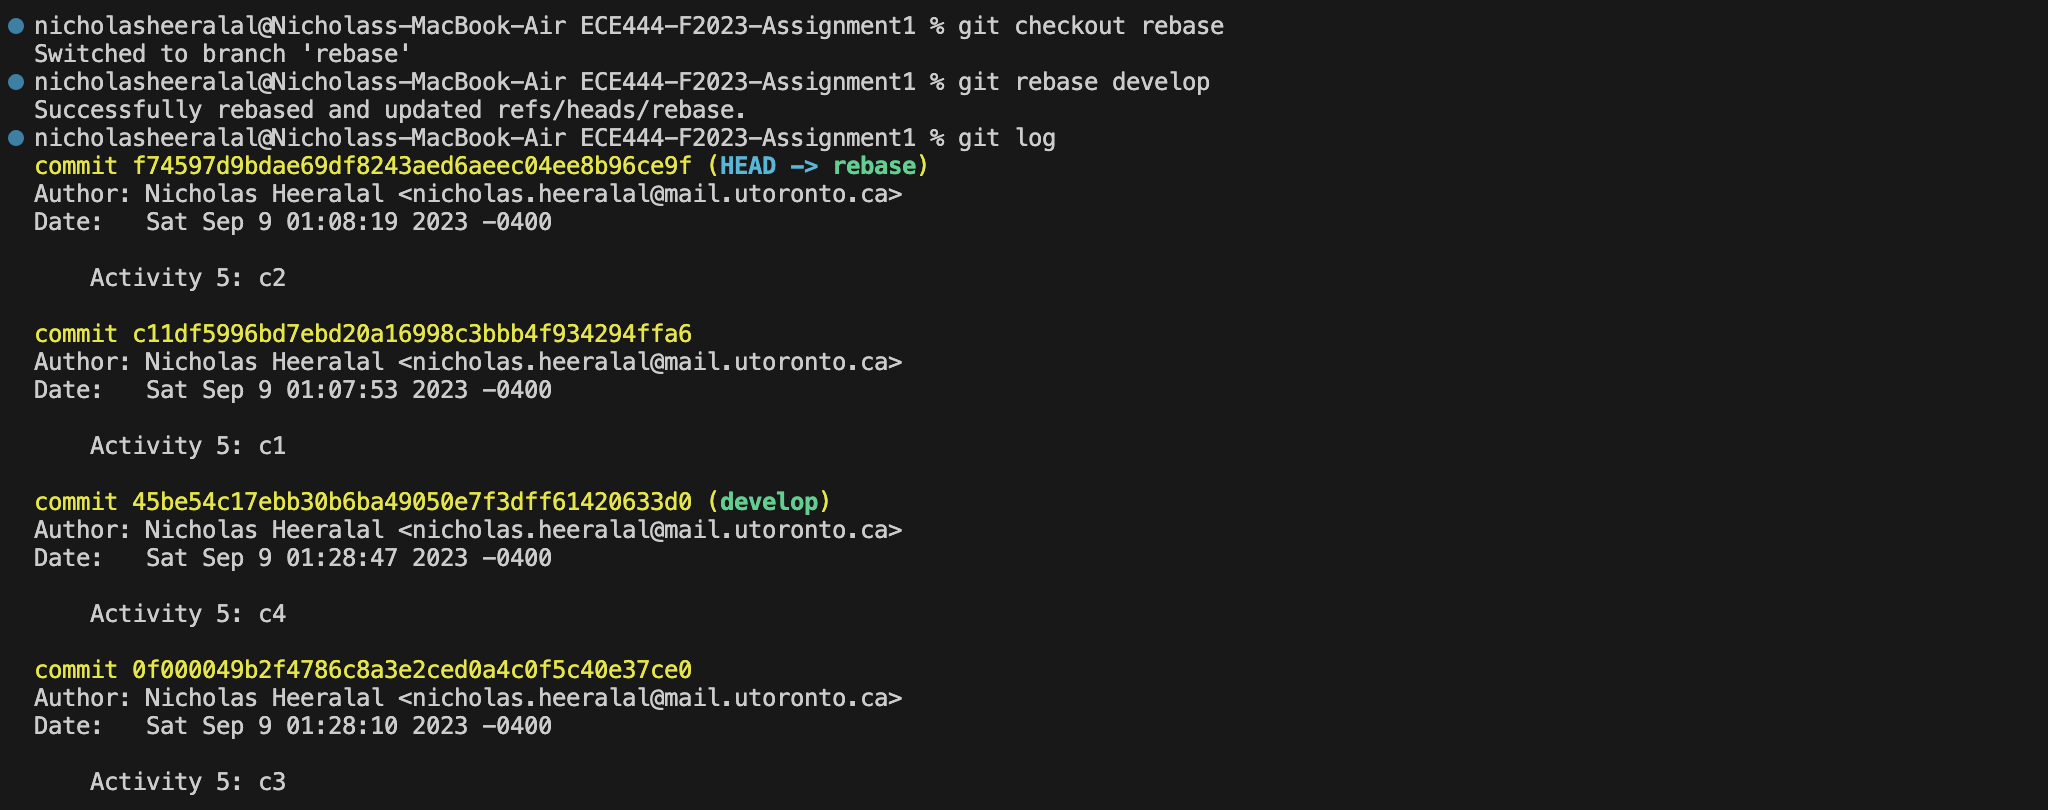 nicholasheeralal@Nicholass-MacBook-Air ECE444-F2023-Assignment1 % git checkout rebase
Switched to branch 'rebase'
nicholasheeralal@Nicholass-MacBook-Air ECE444-F2023-Assignment1 % git rebase develop
Successfully rebased and updated refs/heads/rebase.
nicholasheeralal@Nicholass-MacBook-Air ECE444-F2023-Assignment1 % git log
commit f74597d9bdae69df8243aed6aeec04ee8b96ce9f (HEAD -> rebase)
Author: Nicholas Heeralal <nicholas.heeralal@mail.utoronto.ca>
Date:   Sat Sep 9 01:08:19 2023 -0400

    Activity 5: c2

commit c11df5996bd7ebd20a16998c3bbb4f934294ffa6
Author: Nicholas Heeralal <nicholas.heeralal@mail.utoronto.ca>
Date:   Sat Sep 9 01:07:53 2023 -0400

    Activity 5: c1

commit 45be54c17ebb30b6ba49050e7f3dff61420633d0 (develop)
Author: Nicholas Heeralal <nicholas.heeralal@mail.utoronto.ca>
Date:   Sat Sep 9 01:28:47 2023 -0400

    Activity 5: c4

commit 0f000049b2f4786c8a3e2ced0a4c0f5c40e37ce0
Author: Nicholas Heeralal <nicholas.heeralal@mail.utoronto.ca>
Date:   Sat Sep 9 01:28:10 2023 -0400

    Activity 5: c3